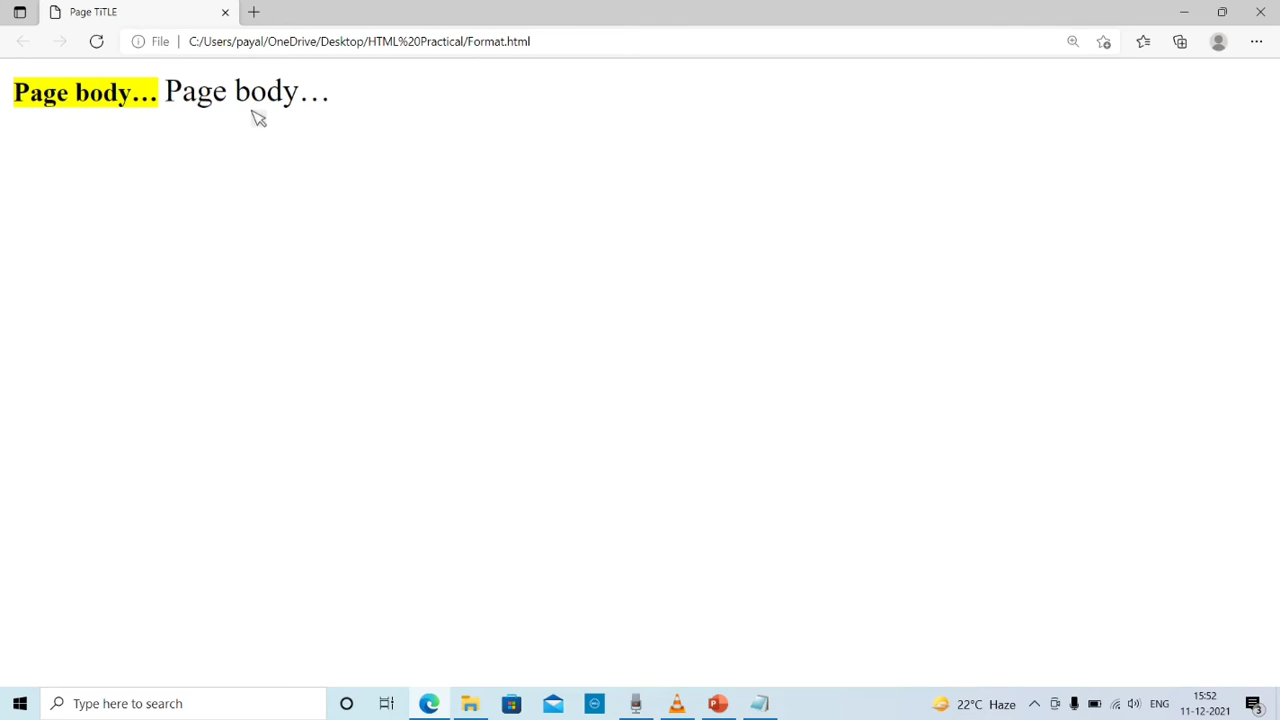 Page TiTLE
File
C:/Users/payal/OneDrive/Desktop/HTML%20Practical/Format.html
Page body… Page body…
Type here to search
22°C Haze
ENG
15:52
11-12-2021
3